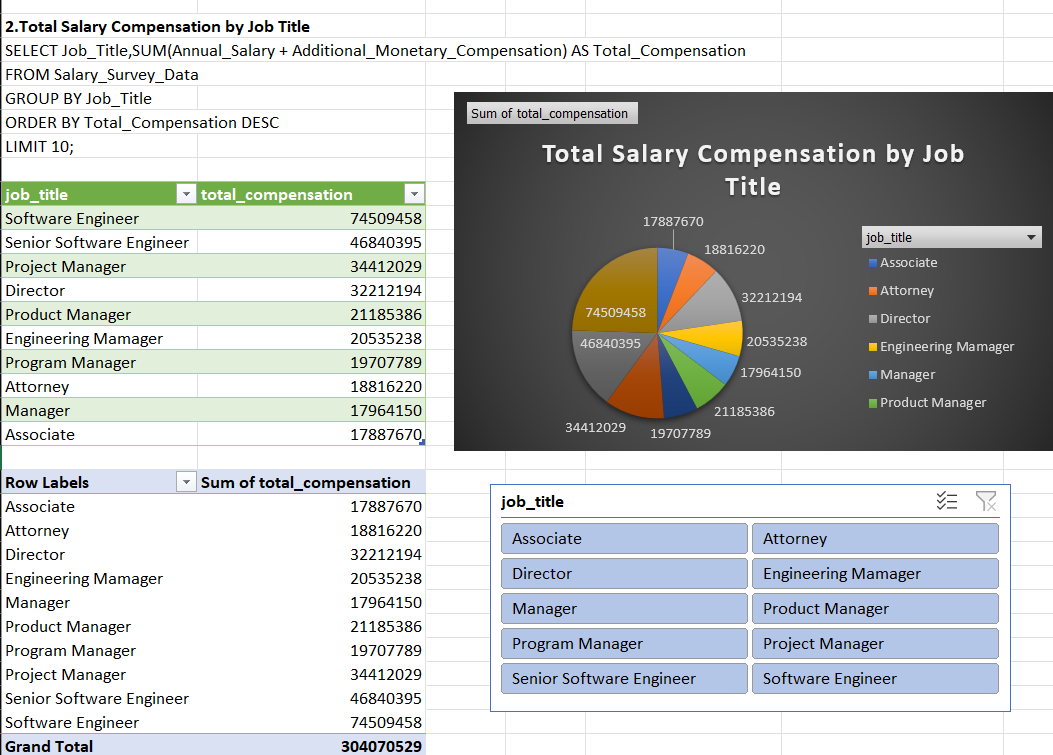 2.Total Salary Compensation by Job Title
SELECT Job_Title,SUM(Annual_Salary + Additional_Monetary_Compensation) AS Total_Compensation
FROM Salary_Survey_Data
GROUP BY Job_Title
ORDER BY Total_Compensation DESC
LIMIT 10;
job_title total_compensation
Software Engineer 74509458
Senior Software Engineer 46840395
Project Manager 34412029
Director 32212194
Product Manager 21185386
Engineering Mamager 20535238
Program Manager 19707789
Attorney 18816220
Manager 17964150
Associate 17887670
Row Labels Sum of total_compensation
Associate 17887670
Attorney 18816220
Director 32212194
Engineering Mamager 20535238
Manager 17964150
Product Manager 21185386
Program Manager 19707789
Project Manager 34412029
Senior Software Engineer 46840395
Software Engineer 74509458
Grand Total 304070529
Sum of total_compensation
Total Salary Compensation by Job
Title
17887670
18816220
32212194
20535238
17964150
21185386
19707789
34412029
46840395
74509458
job_title
Associate
Attorney
Director
Engineering Mamager
Manager
Product Manager
job_title
Associate Attorney
Director Engineering Mamager
Manager Product Manager
Program Manager Project Manager
Senior Software Engineer Software Engineer